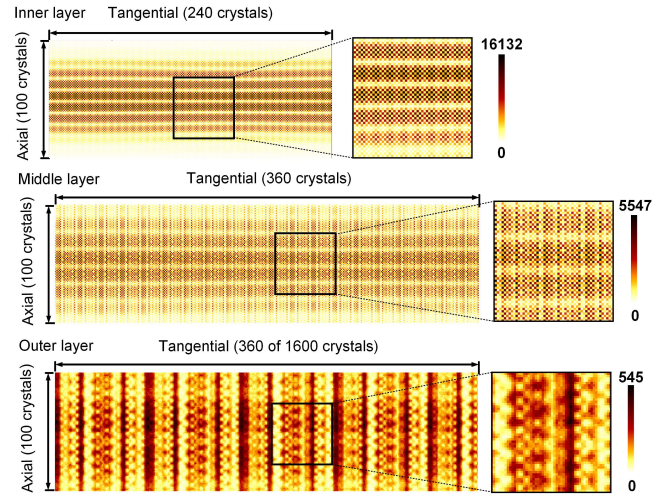 Inner layer Tangential (240 crystals)
Axial (100 crystals)
16132
0
Middle layer Tangential (360 crystals)
Axial (100 crystals)
5547
0
Outer layer Tangential (360 of 1600 crystals)
Axial (100 crystals)
545
0